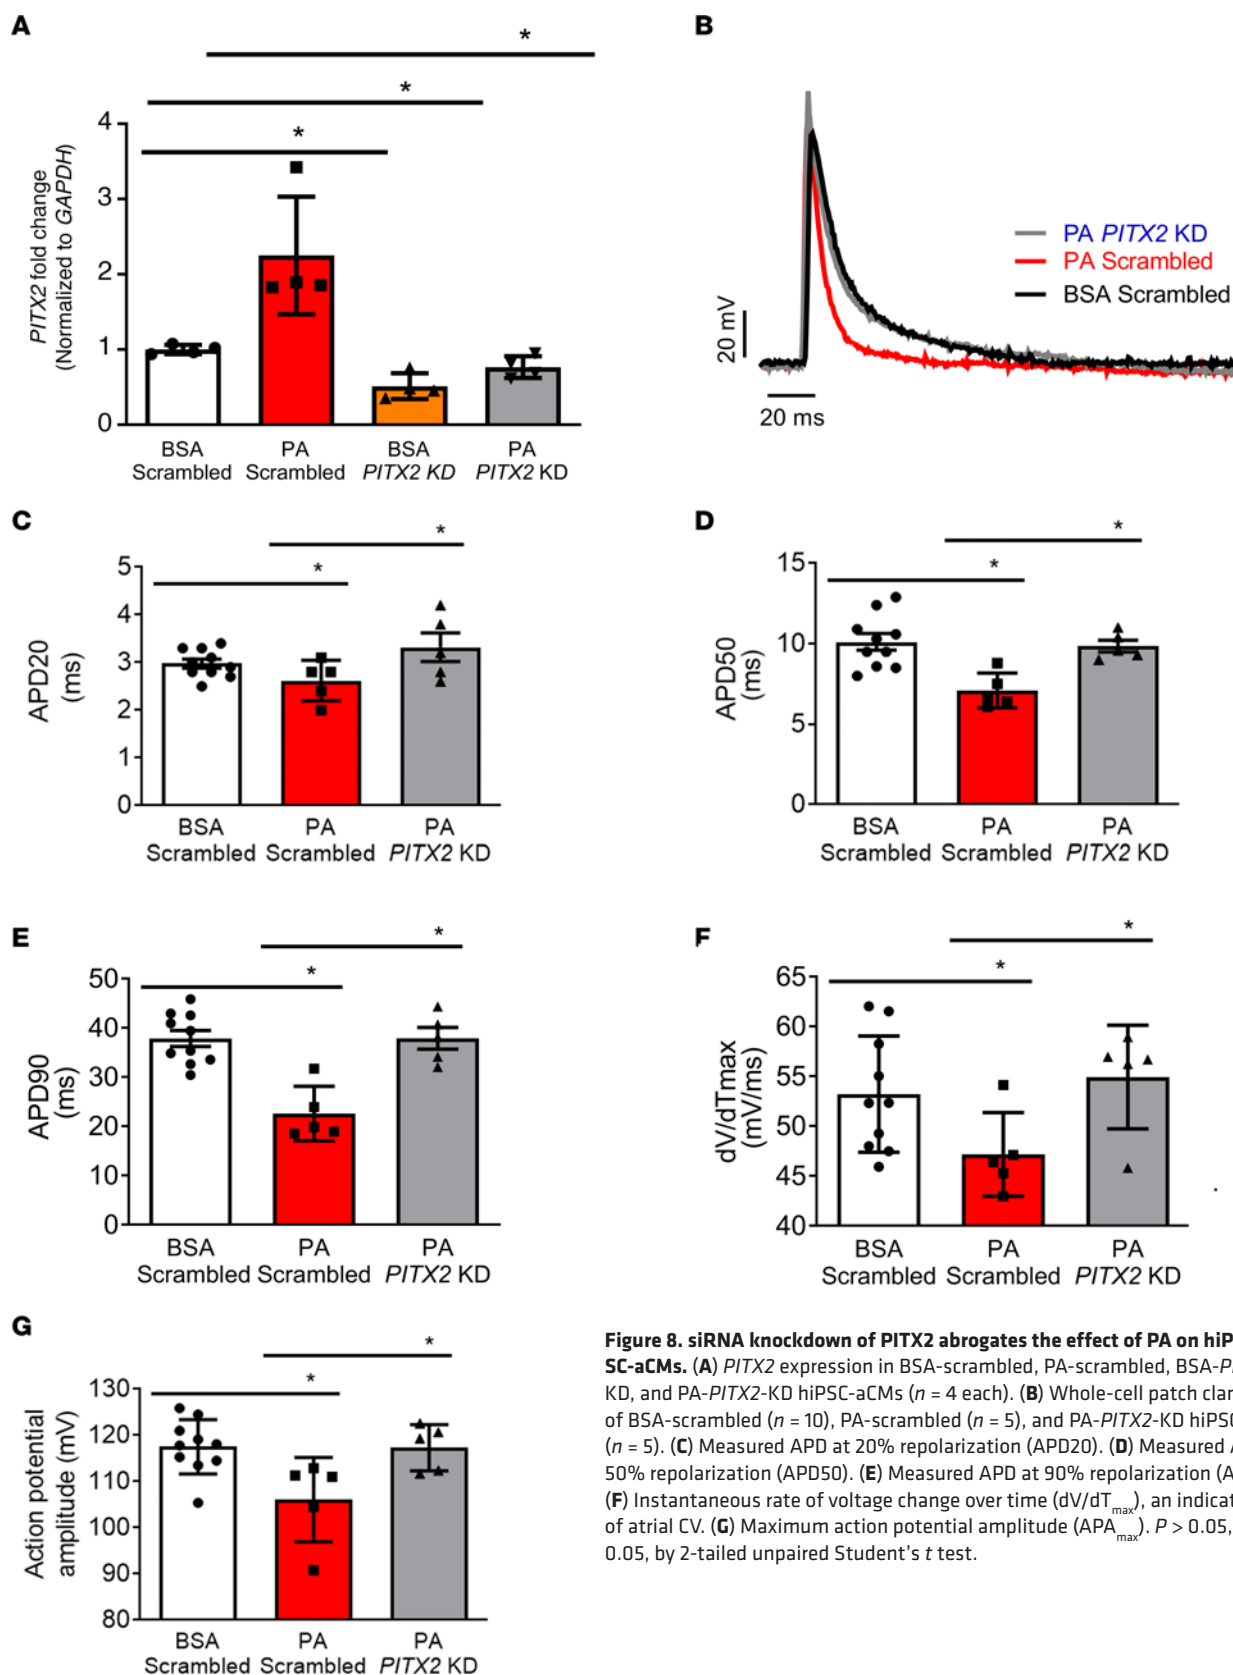 A
*
*
*
PITX2 fold change
(Normalized to GAPDH)
4
3
2
1
0
BSA
Scrambled
PA
Scrambled
BSA
PITX2 KD
PA
PITX2 KD
B
PA PITX2 KD
PA Scrambled
BSA Scrambled
20 mV
20 ms
C
*
*
APD20
(ms)
5
4
3
2
1
0
BSA
Scrambled
PA
Scrambled
PA
PITX2 KD
D
*
*
APD50
(ms)
15
10
5
0
BSA
Scrambled
PA
Scrambled
PA
PITX2 KD
E
*
*
APD90
(ms)
50
40
30
20
10
0
BSA
Scrambled
PA
Scrambled
PA
PITX2 KD
F
*
*
dV/dTmax
(mV/ms)
65
60
55
50
45
40
BSA
Scrambled
PA
Scrambled
PA
PITX2 KD
G
*
*
Action potential
amplitude (mV)
130
120
110
100
90
80
BSA
Scrambled
PA
Scrambled
PA
PITX2 KD
Figure 8. siRNA knockdown of PITX2 abrogates the effect of PA on hiP
SC-aCMs. (A) PITX2 expression in BSA-scrambled, PA-scrambled, BSA-P
KD, and PA-PITX2-KD hiPSC-aCMs (n = 4 each). (B) Whole-cell patch clar
of BSA-scrambled (n = 10), PA-scrambled (n = 5), and PA-PITX2-KD hiPSC
(n = 5). (C) Measured APD at 20% repolarization (APD20). (D) Measured A
50% repolarization (APD50). (E) Measured APD at 90% repolarization (A
(F) Instantaneous rate of voltage change over time (dV/dTmax), an indicat
of atrial CV. (G) Maximum action potential amplitude (APAmax). P > 0.05,
0.05, by 2-tailed unpaired Student's t test.